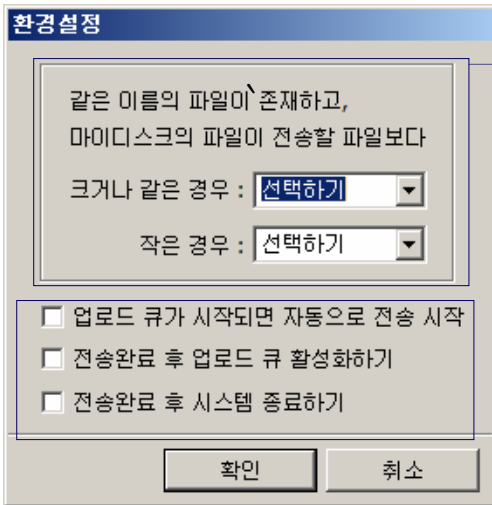 환경설정
같은 이름의 파일이 존재하고,
마이디스크의 파일이 전송할 파일보다
크거나 같은 경우 : 선택하기
작은 경우 : 선택하기
업로드 큐가 시작되면 자동으로 전송 시작
전송완료 후 업로드 큐 활성화하기
전송완료 후 시스템 종료하기
확인 취소